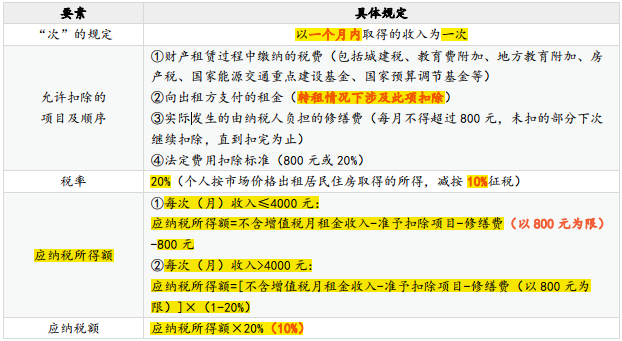 要素 具体规定
“次”的规定 以一个月内取得的收入为一次
①财产租赁过程中缴纳的税费（包括城建税、教育费附加、地方教育附加、房
产税、国家能源交通重点建设基金、国家预算调节基金等）
②向出租方支付的租金（转租情况下涉及此项扣除）
允许扣除的
项目及顺序
③实际发生的由纳税人负担的修缮费（每月不得超过 800 元，未扣的部分下次
继续扣除，直到扣完为止）
④法定费用扣除标准（800 元或 20%）
税率 20%（个人按市场价格出租居民住房取得的所得，减按 10%征税）
①每次（月）收入≤4000 元：
应纳税所得额=不含增值税月租金收入-准予扣除项目-修缮费（以 800 元为限）
-800 元
应纳税所得额
②每次（月）收入>4000 元：
应纳税所得额=[不含增值税月租金收入-准予扣除项目-修缮费（以 800 元为
限）]×（1-20%）
应纳税额 应纳税所得额×20%（10%）